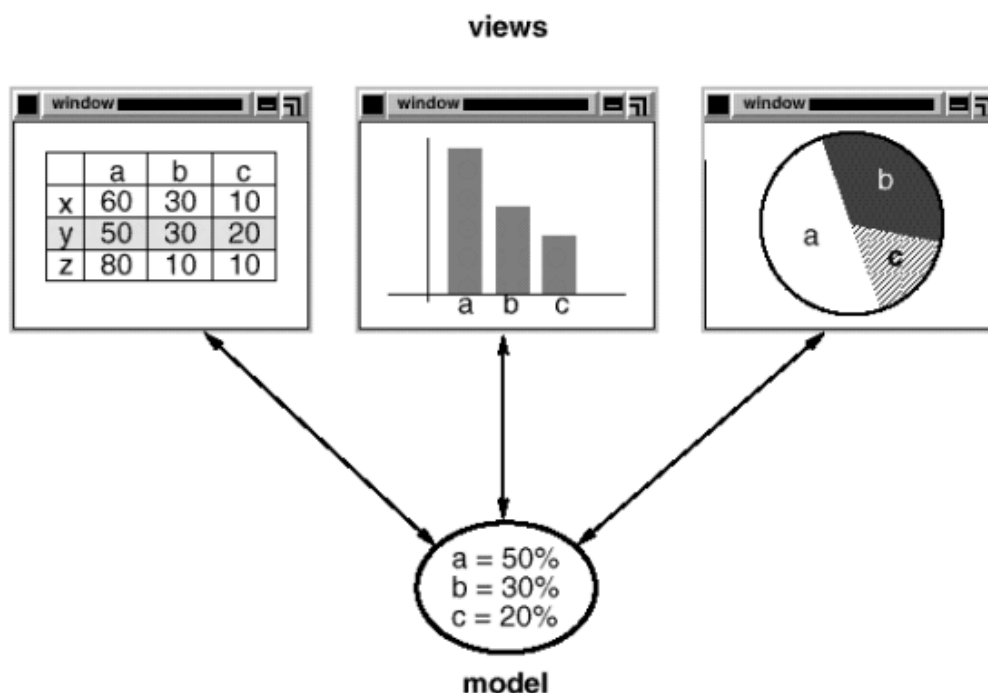 views
window
a b c
x 60 30 10
y 50 30 20
z 80 10 10
window
a b c
window
a
b
c
a = 50%
b = 30%
c = 20%
model